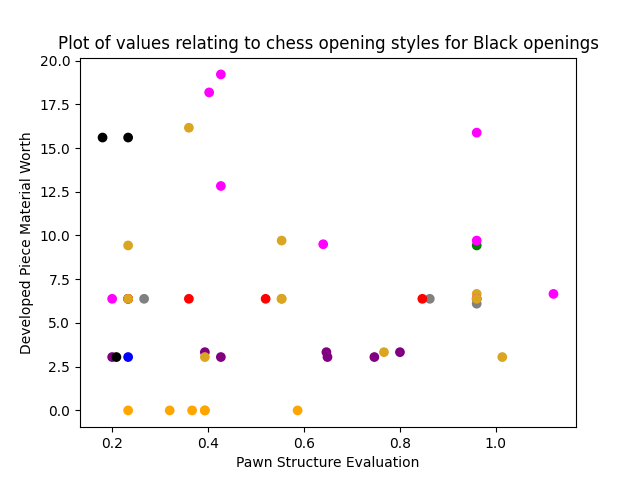 Plot of values relating to chess opening styles for Black openings
20.0
17.5
15.0
12.5
10.0
7.5
5.0
2.5
0.0
Developed Piece Material Worth
0.2 0.4 0.6 0.8 1.0
Pawn Structure Evaluation